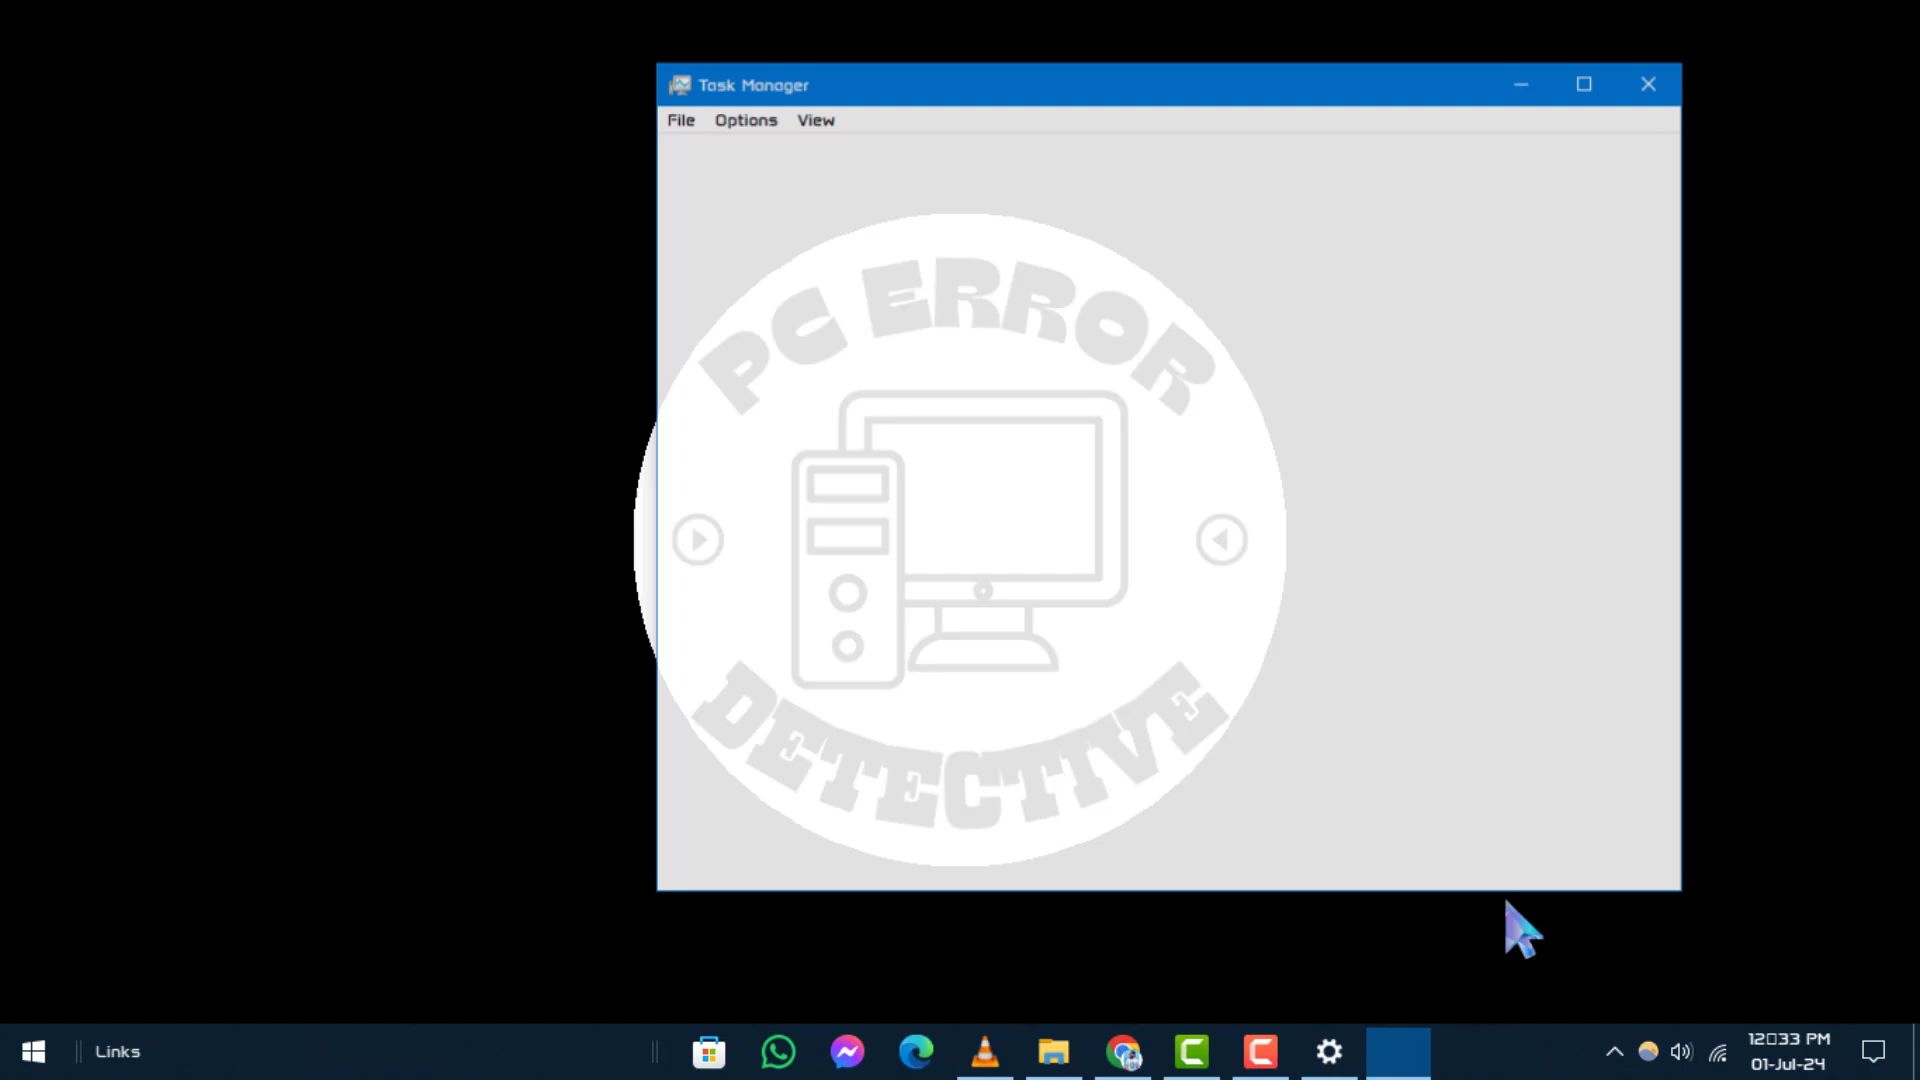 Task Manager
File Options View
PC ERROR
DETECTIVE
Links
12▯33 PM
01-Jul-24